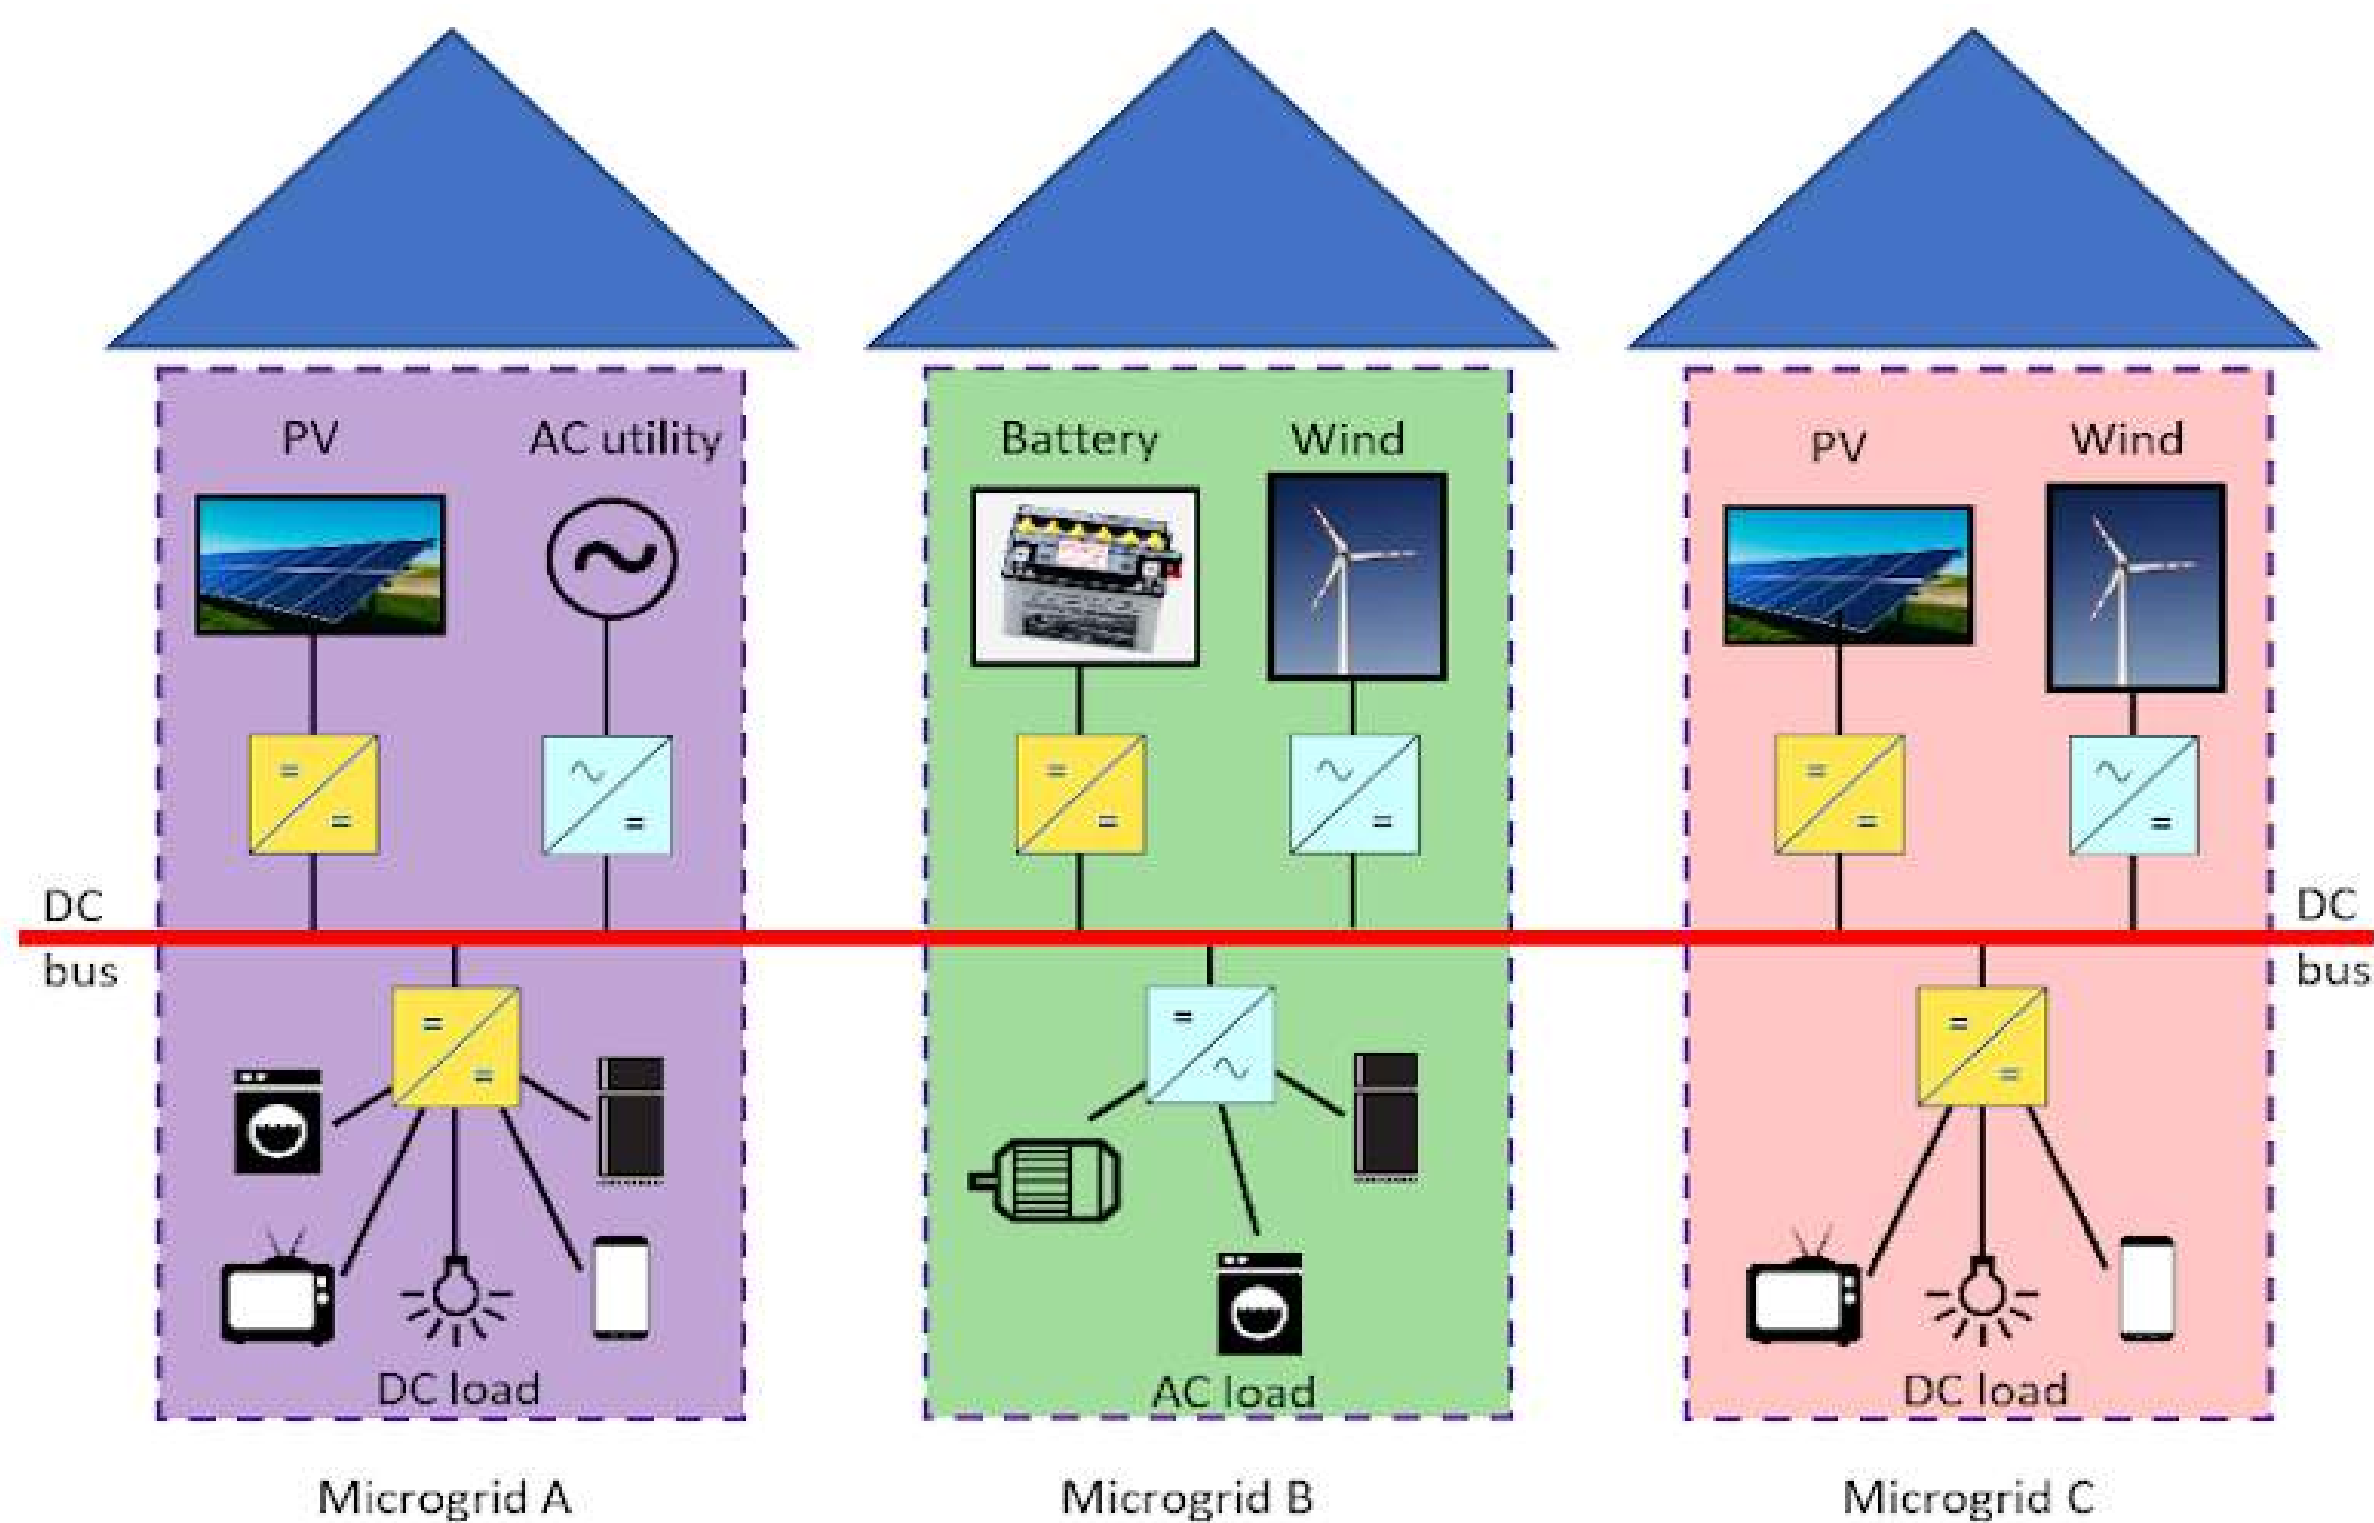 PV
AC utility
Battery
Wind
PV
Wind
DC
bus
DC
bus
DC load
AC load
DC load
Microgrid A
Microgrid B
Microgrid C